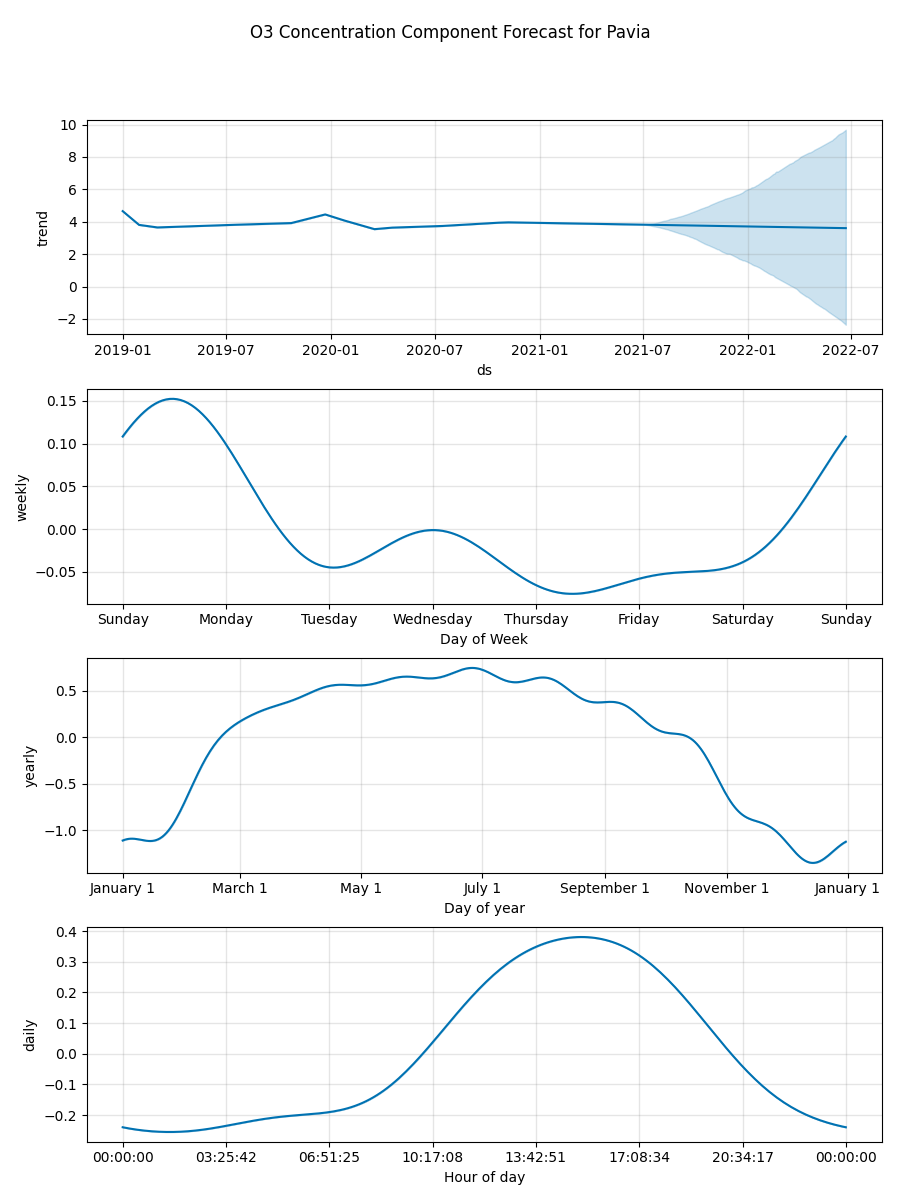 O3 Concentration Component Forecast for Pavia
10
8
6
4
2
0
−2
trend
2019-01 2019-07 2020-01 2020-07 2021-01 2021-07 2022-01 2022-07
ds
0.15
0.10
0.05
0.00
−0.05
weekly
Sunday Monday Tuesday Wednesday Thursday Friday Saturday Sunday
Day of Week
0.5
0.0
−0.5
−1.0
yearly
January 1 March 1 May 1 July 1 September 1 November 1 January 1
Day of year
0.4
0.3
0.2
0.1
0.0
−0.1
−0.2
daily
00:00:00 03:25:42 06:51:25 10:17:08 13:42:51 17:08:34 20:34:17 00:00:00
Hour of day